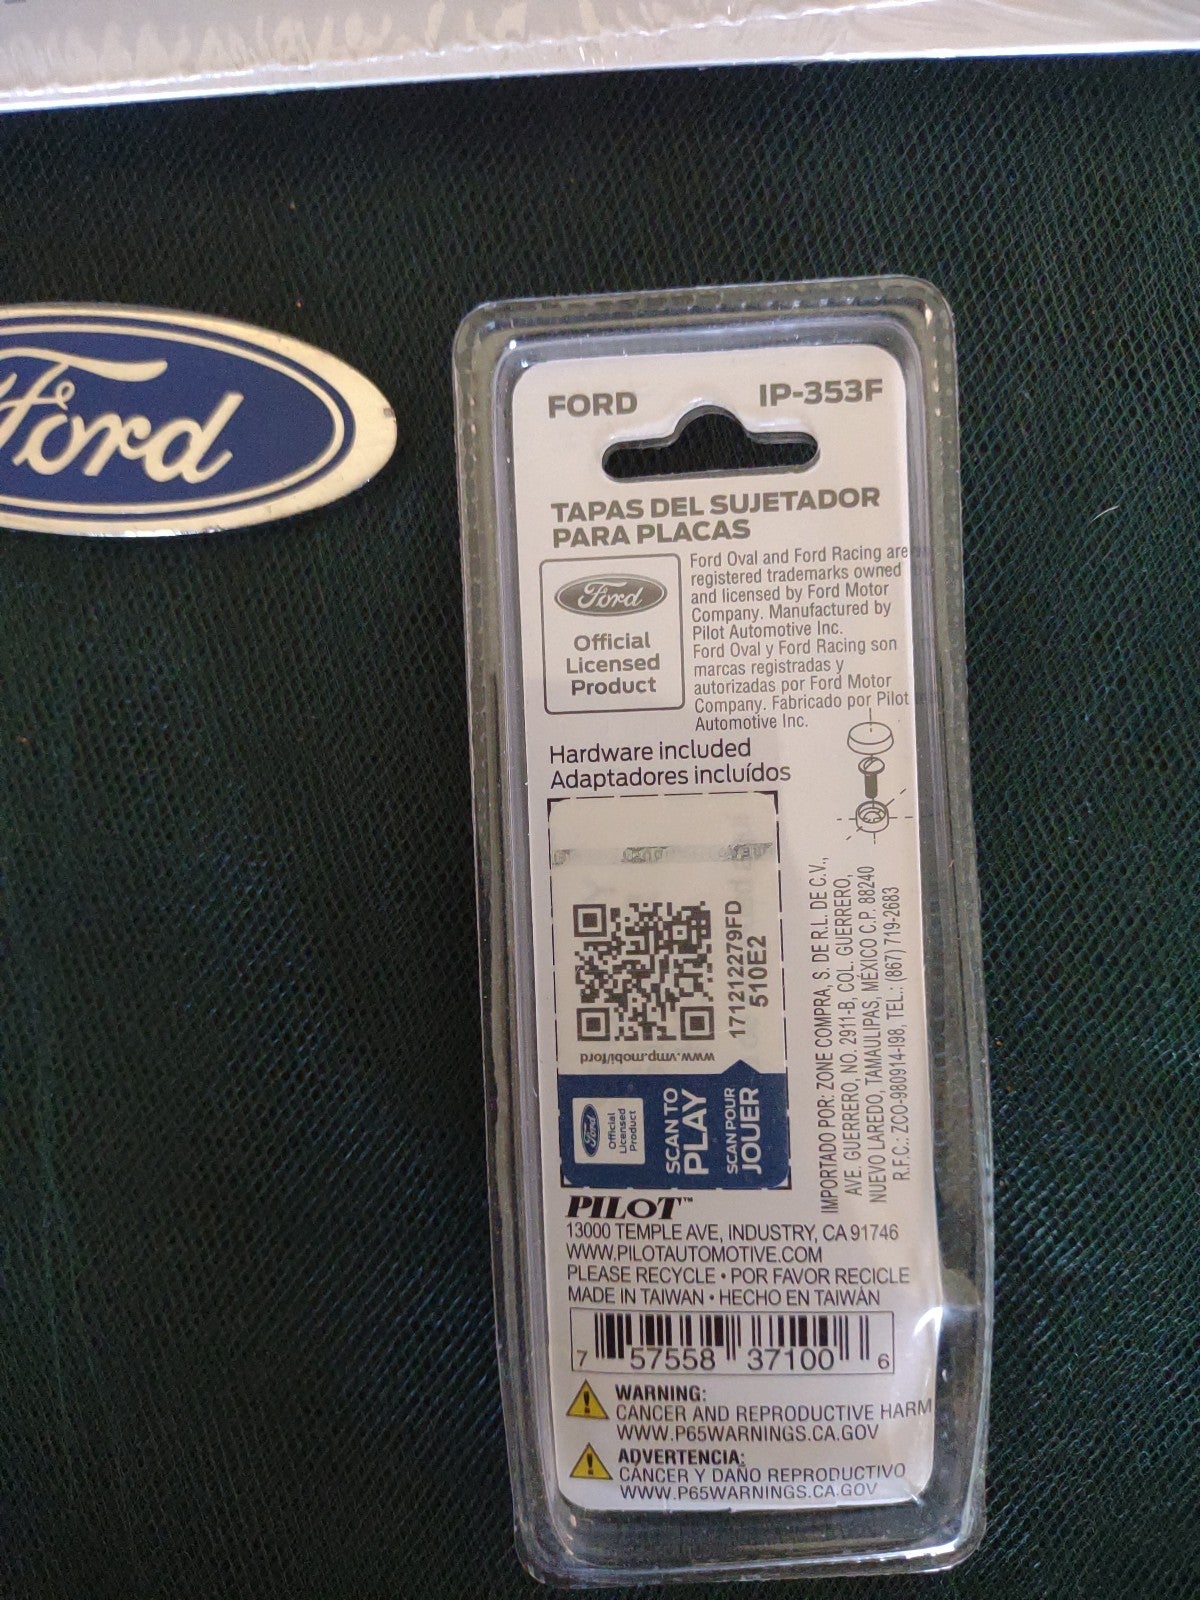 Ford
FORD IP-353F
TAPAS DEL SUJETADOR
PARA PLACAS
Ford
Official
Licensed
Product
Ford Oval and Ford Racing are
registered trademarks owned
and licensed by Ford Motor
Company. Manufactured by
Pilot Automotive Inc.
Ford Oval y Ford Racing son
marcas registradas y
autorizadas por Ford Motor
Company. Fabricado por Pilot
Automotive Inc.
Hardware included
Adaptadores incluídos
171212279FD
510E2
www.vmp.mobi/ford
Ford
Official
Licensed
Product
SCAN TO
PLAY
SCAN POUR
JOUER
IMPORTADO POR: ZONE COMPRA, S. DE R.L. DE C.V.,
AVE. GUERRERO, NO. 2911-B, COL. GUERRERO,
NUEVO LAREDO, TAMAULIPAS, MÉXICO C.P. 88240
R.F.C.: ZCO-980914-I98, TEL.: (867) 719-2683
PILOT™
13000 TEMPLE AVE, INDUSTRY, CA 91746
WWW.PILOTAUTOMOTIVE.COM
PLEASE RECYCLE • POR FAVOR RECICLE
MADE IN TAIWAN • HECHO EN TAIWÁN
7 57558 37100 6
WARNING:
CANCER AND REPRODUCTIVE HARM
WWW.P65WARNINGS.CA.GOV
ADVERTENCIA:
CÁNCER Y DAÑO REPRODUCTIVO
WWW.P65WARNINGS.CA.GOV